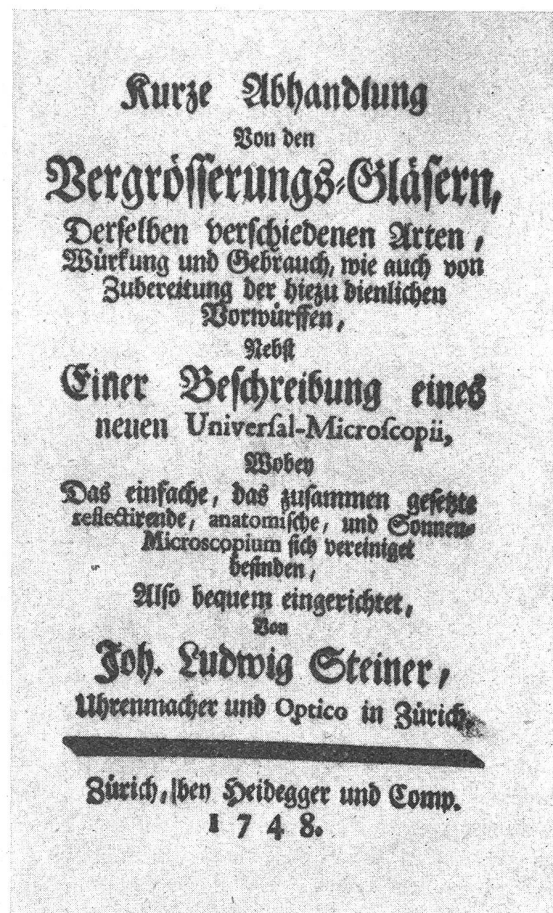 Kurze Abhandlung
Von den
Vergrösserungs-Gläsern,
Derselben verschiedenen Arten,
Würkung und Gebrauch, wie auch von
Zubereitung der hiezu dienlichen
Vorwürffen,
Nebst
Einer Beschreibung eines
neuen Universal-Microscopii,
Wobey
Das einfache, das zusammen gesetzte
reflectirende, anatomische, und Sonnen-
Microscopium sich vereiniget
befinden,
Also bequem eingerichtet,
Von
Joh. Ludwig Steiner,
Uhrenmacher und Optico in Zürich.
Zürich, bey Heidegger und Comp.
1748.